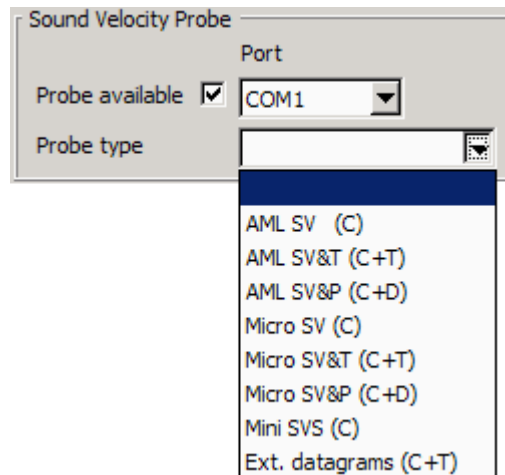 Sound Velocity Probe
Port
Probe available COM1
Probe type
AML SV (C)
AML SV&T (C+T)
AML SV&P (C+D)
Micro SV (C)
Micro SV&T (C+T)
Micro SV&P (C+D)
Mini SVS (C)
Ext. datagrams (C+T)